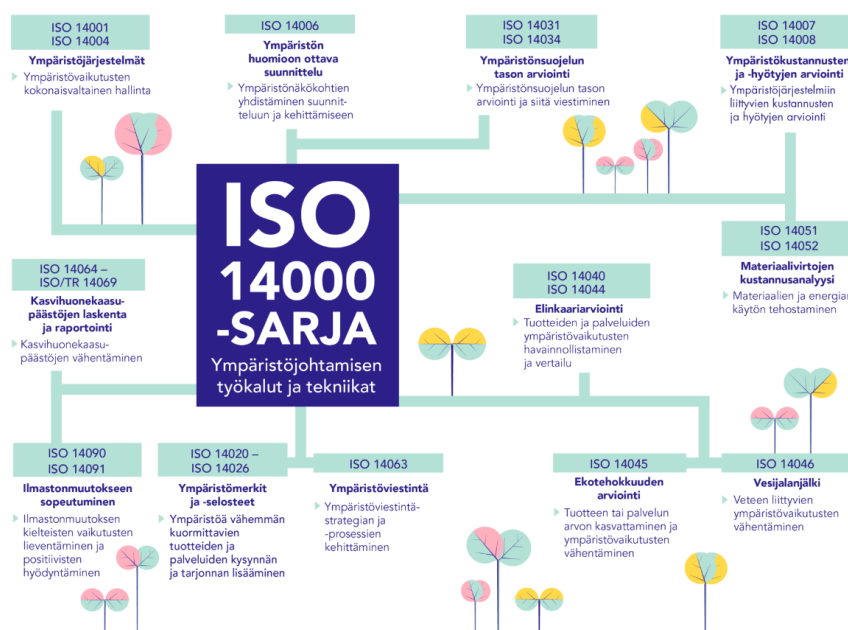 ISO 14001
ISO 14004
Ympäristöjärjestelmät
Ympäristövaikutusten
kokonaisvaltainen hallinta
ISO 14006
Ympäristön
huomioon ottava
suunnittelu
Ympäristönäkökohtien
yhdistäminen suunnit-
teluun ja kehittämiseen
ISO 14031
ISO 14034
Ympäristönsuojelun
tason arviointi
Ympäristönsuojelun tason
arviointi ja siitä viestiminen
ISO 14007
ISO 14008
Ympäristökustannusten
ja -hyötyjen arviointi
Ympäristöjärjestelmiin
liittyvien kustannusten
ja hyötyjen arviointi
ISO
14000
-SARJA
Ympäristöjohtamisen
työkalut ja tekniikat
ISO 14051
ISO 14052
Materiaalivirtojen
kustannusanalyysi
Materiaalien ja energian
käytön tehostaminen
ISO 14064 –
ISO/TR 14069
Kasvihuonekaasu-
päästöjen laskenta
ja raportointi
Kasvihuonekaasu-
päästöjen vähentäminen
ISO 14040
ISO 14044
Elinkaariarviointi
Tuotteiden ja palveluiden
ympäristövaikutusten
havainnollistaminen
ja vertailu
ISO 14090
ISO 14091
Ilmastonmuutokseen
sopeutuminen
Ilmastonmuutoksen
kielteisten vaikutusten
lieventäminen ja
positiivisten
hyödyntäminen
ISO 14020 –
ISO 14026
Ympäristömerkit
ja -selosteet
Ympäristöä vähemmän
kuormittavien
tuotteiden ja
palveluiden kysynnän
ja tarjonnan lisääminen
ISO 14063
Ympäristöviestintä
Ympäristöviestintä-
strategian ja
-prosessien
kehittäminen
ISO 14045
Ekotehokkuuden
arviointi
Tuotteen tai palvelun
arvon kasvattaminen ja
ympäristövaikutusten
vähentäminen
ISO 14046
Vesijalanjälki
Veteen liittyvien
ympäristövaikutusten
vähentäminen